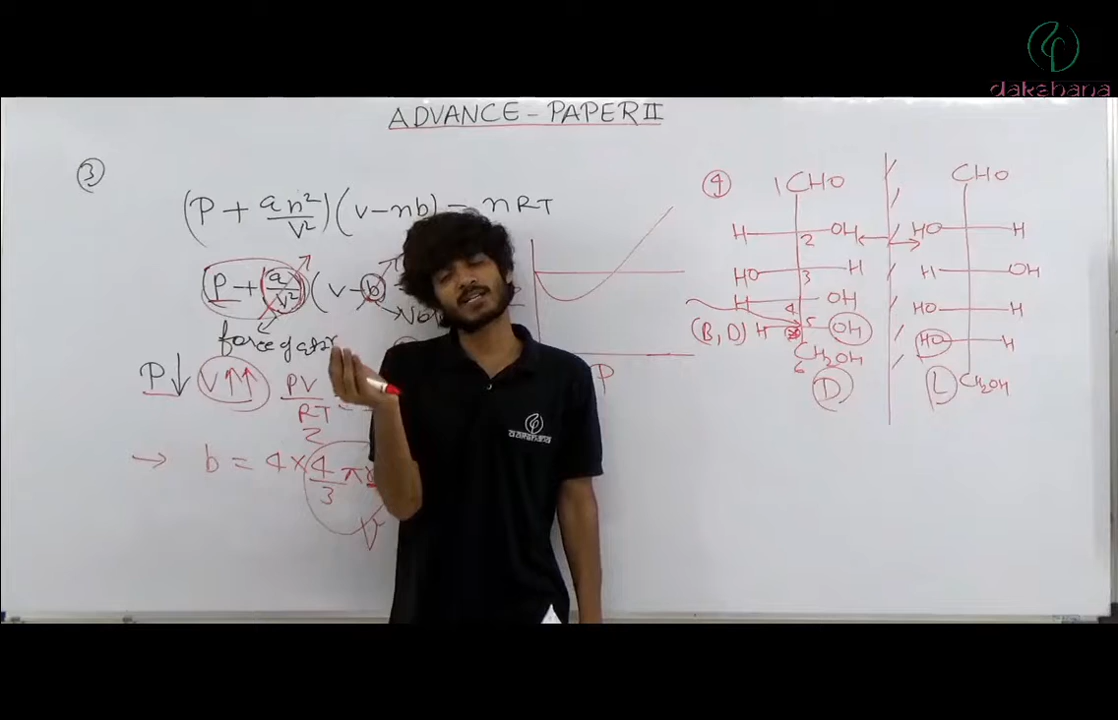 dakshana
ADVANCE - PAPER II
3
(P + an²/V²)(V-nb) = nRT
P + a/V² (V-b
force of attr
P↓ V↑↑ PV/RT
Z
→ b = 4 × 4/3 π
V
P
dakshana
4
1 CHO
H OH 2
HO 3 H
H 4 OH
(B, D) H 5 OH
6 CH2OH
D
CHO
HO H
H OH
HO H
HO H
CH2OH
L